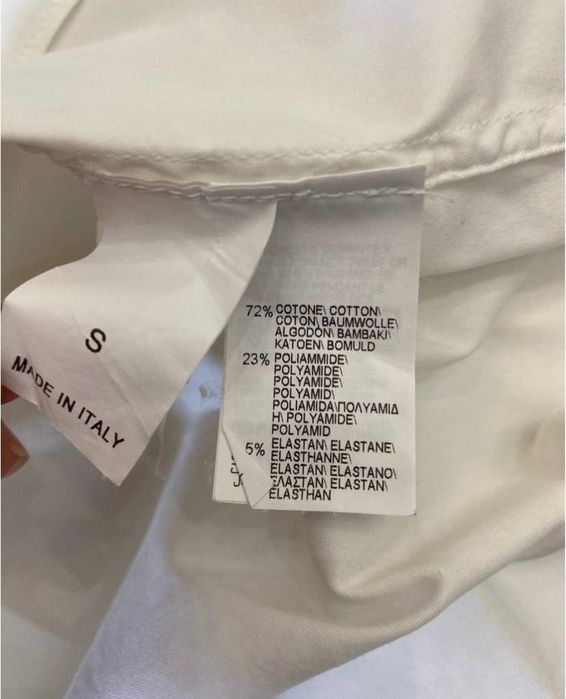 S
MADE IN ITALY
72% COTONE\ COTTON\
COTON\ BAUMWOLLE\
ALGODON\ BAMBAKI\
KATOEN\ BOMULD
23% POLIAMMIDE\
POLYAMIDE\
POLYAMIDE\
POLYAMID\
POLIAMIDA\ΠΟΛΥΑΜΙΔ
Η\ POLYAMIDE\
POLYAMID
5% ELASTAN\ ELASTANE\
ELASTHANNE\
ELASTAN\ ELASTANO\
ΕΛΑΣΤΑΝ\ ELASTAN\
ELASTHAN